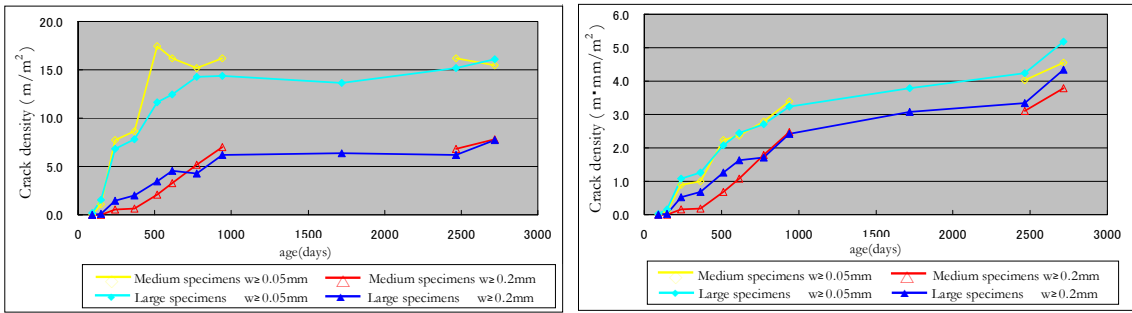 Crack density ( m/m² )
20.0
15.0
10.0
5.0
0.0
0 500 1000 1500 2000 2500 3000
age(days)
Medium specimens w≥0.05mm Medium specimens w≥0.2mm
Large specimens w≥0.05mm Large specimens w≥0.2mm
Crack density ( m•mm/m² )
6.0
5.0
4.0
3.0
2.0
1.0
0.0
0 500 1000 1500 2000 2500 3000
age(days)
Medium specimens w≥0.05mm Medium specimens w≥0.2mm
Large specimens w≥0.05mm Large specimens w≥0.2mm